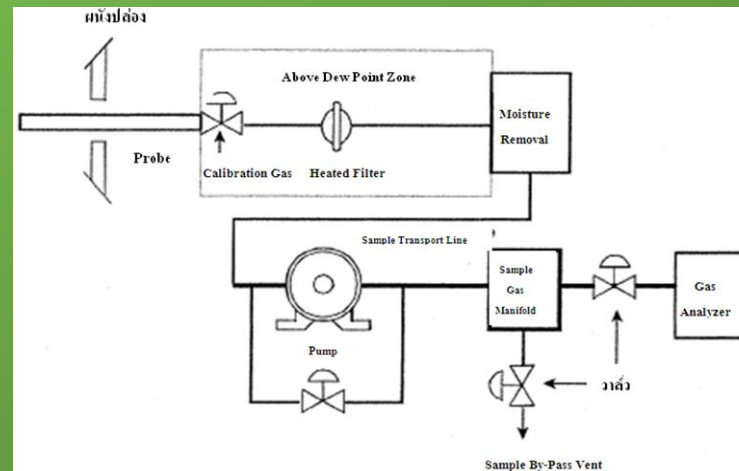 ผนังปล่อง
Above Dew Point Zone
Moisture
Removal
Probe
Calibration Gas
Heated Filter
Sample Transport Line
Sample
Gas
Manifold
Gas
Analyzer
Pump
วาล์ว
Sample By-Pass Vent